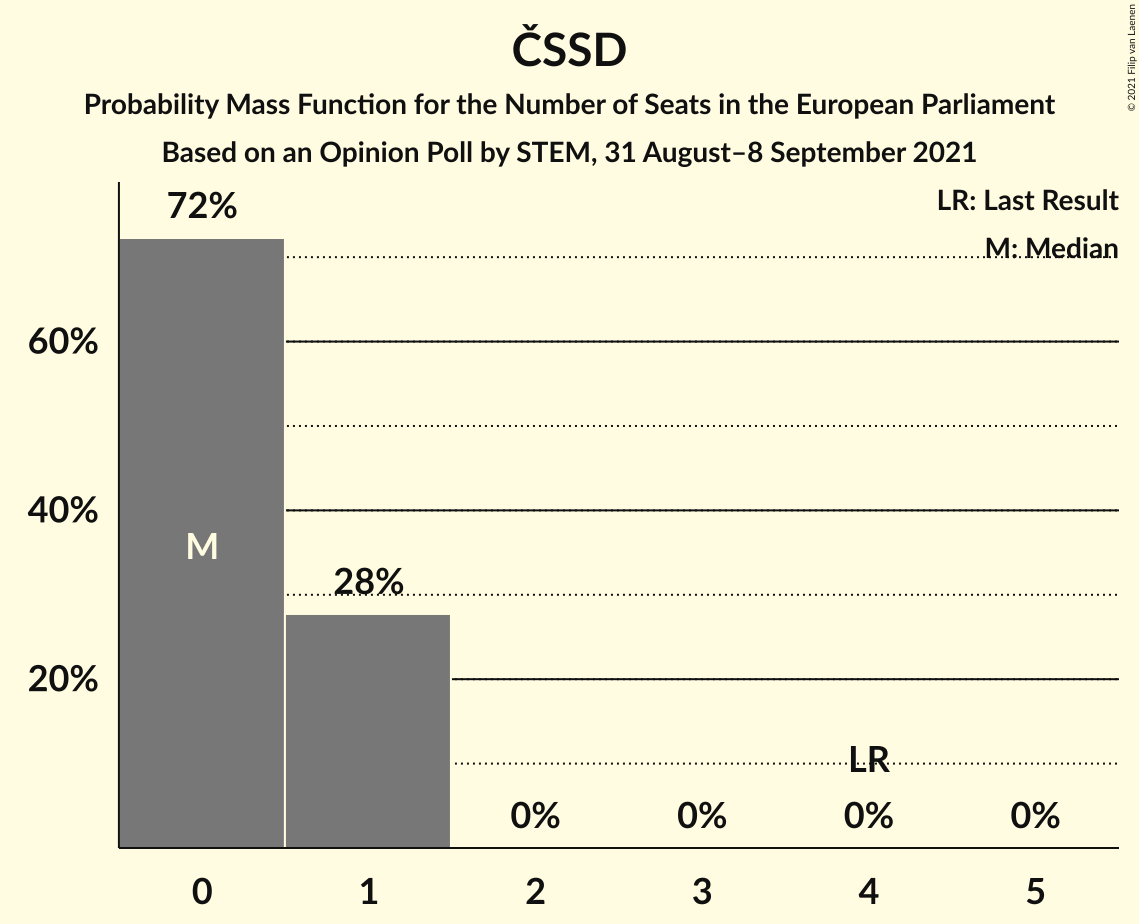 ČSSD
Probability Mass Function for the Number of Seats in the European Parliament
Based on an Opinion Poll by STEM, 31 August–8 September 2021
© 2021 Filip van Laenen
LR: Last Result
M: Median
72%
60%
40%
20%
M
28%
LR
0%
0%
0%
0%
0
1
2
3
4
5